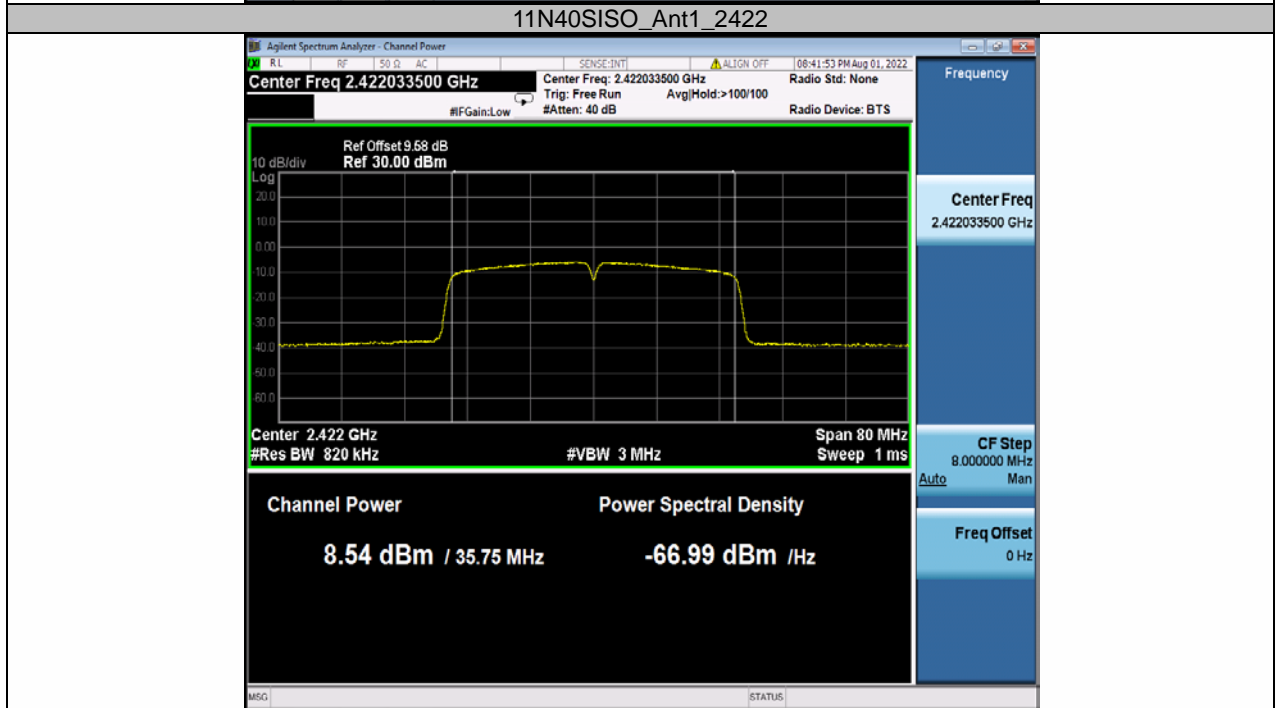 11N40SISO_Ant1_2422
Agilent Spectrum Analyzer - Channel Power
RL RF 50 Ω AC SENSE:INT ALIGN OFF 08:41:53 PM Aug 01, 2022
Center Freq 2.422033500 GHz
Center Freq: 2.422033500 GHz
Radio Std: None
Trig: Free Run Avg|Hold:>100/100
#IFGain:Low #Atten: 40 dB Radio Device: BTS
Frequency
Ref Offset 9.58 dB
10 dB/div Ref 30.00 dBm
Log
20.0
10.0
0.00
-10.0
-20.0
-30.0
-40.0
-50.0
-60.0
Center 2.422 GHz Span 80 MHz
#Res BW 820 kHz #VBW 3 MHz Sweep 1 ms
Channel Power Power Spectral Density
8.54 dBm / 35.75 MHz -66.99 dBm /Hz
Center Freq
2.422033500 GHz
CF Step
8.000000 MHz
Auto Man
Freq Offset
0 Hz
MSG STATUS